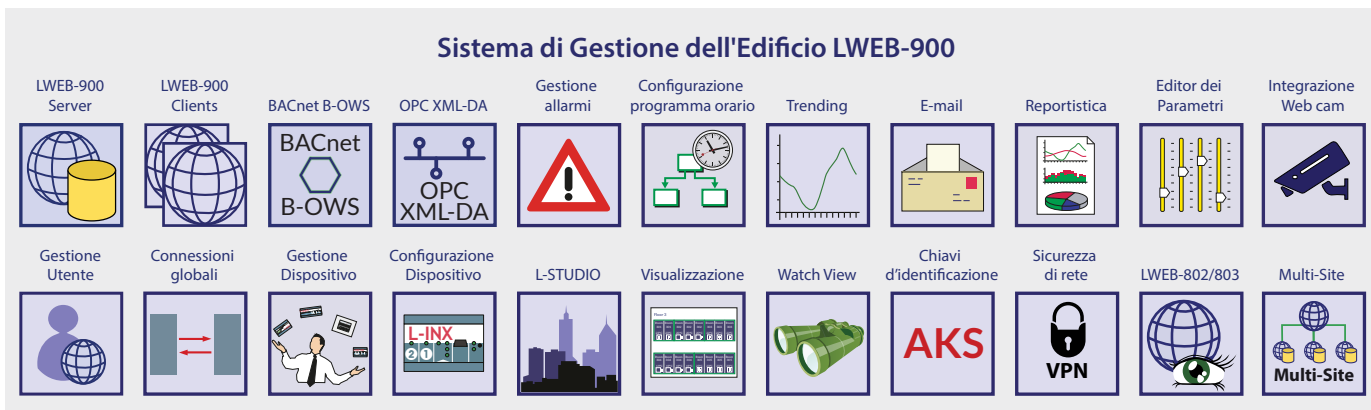 Sistema di Gestione dell'Edificio LWEB-900
LWEB-900
Server
LWEB-900
Clients
BACnet B-OWS
OPC XML-DA
Gestione
allarmi
Configurazione
programma orario
Trending
E-mail
Reportistica
Editor dei
Parametri
Integrazione
Web cam
BACnet
B-OWS
OPC
XML-DA
Gestione
Utente
Connessioni
globali
Gestione
Dispositivo
Configurazione
Dispositivo
L-STUDIO
Visualizzazione
Watch View
Chiavi
d'identificazione
Sicurezza
di rete
LWEB-802/803
Multi-Site
L-INX
2 1
AKS
VPN
Multi-Site